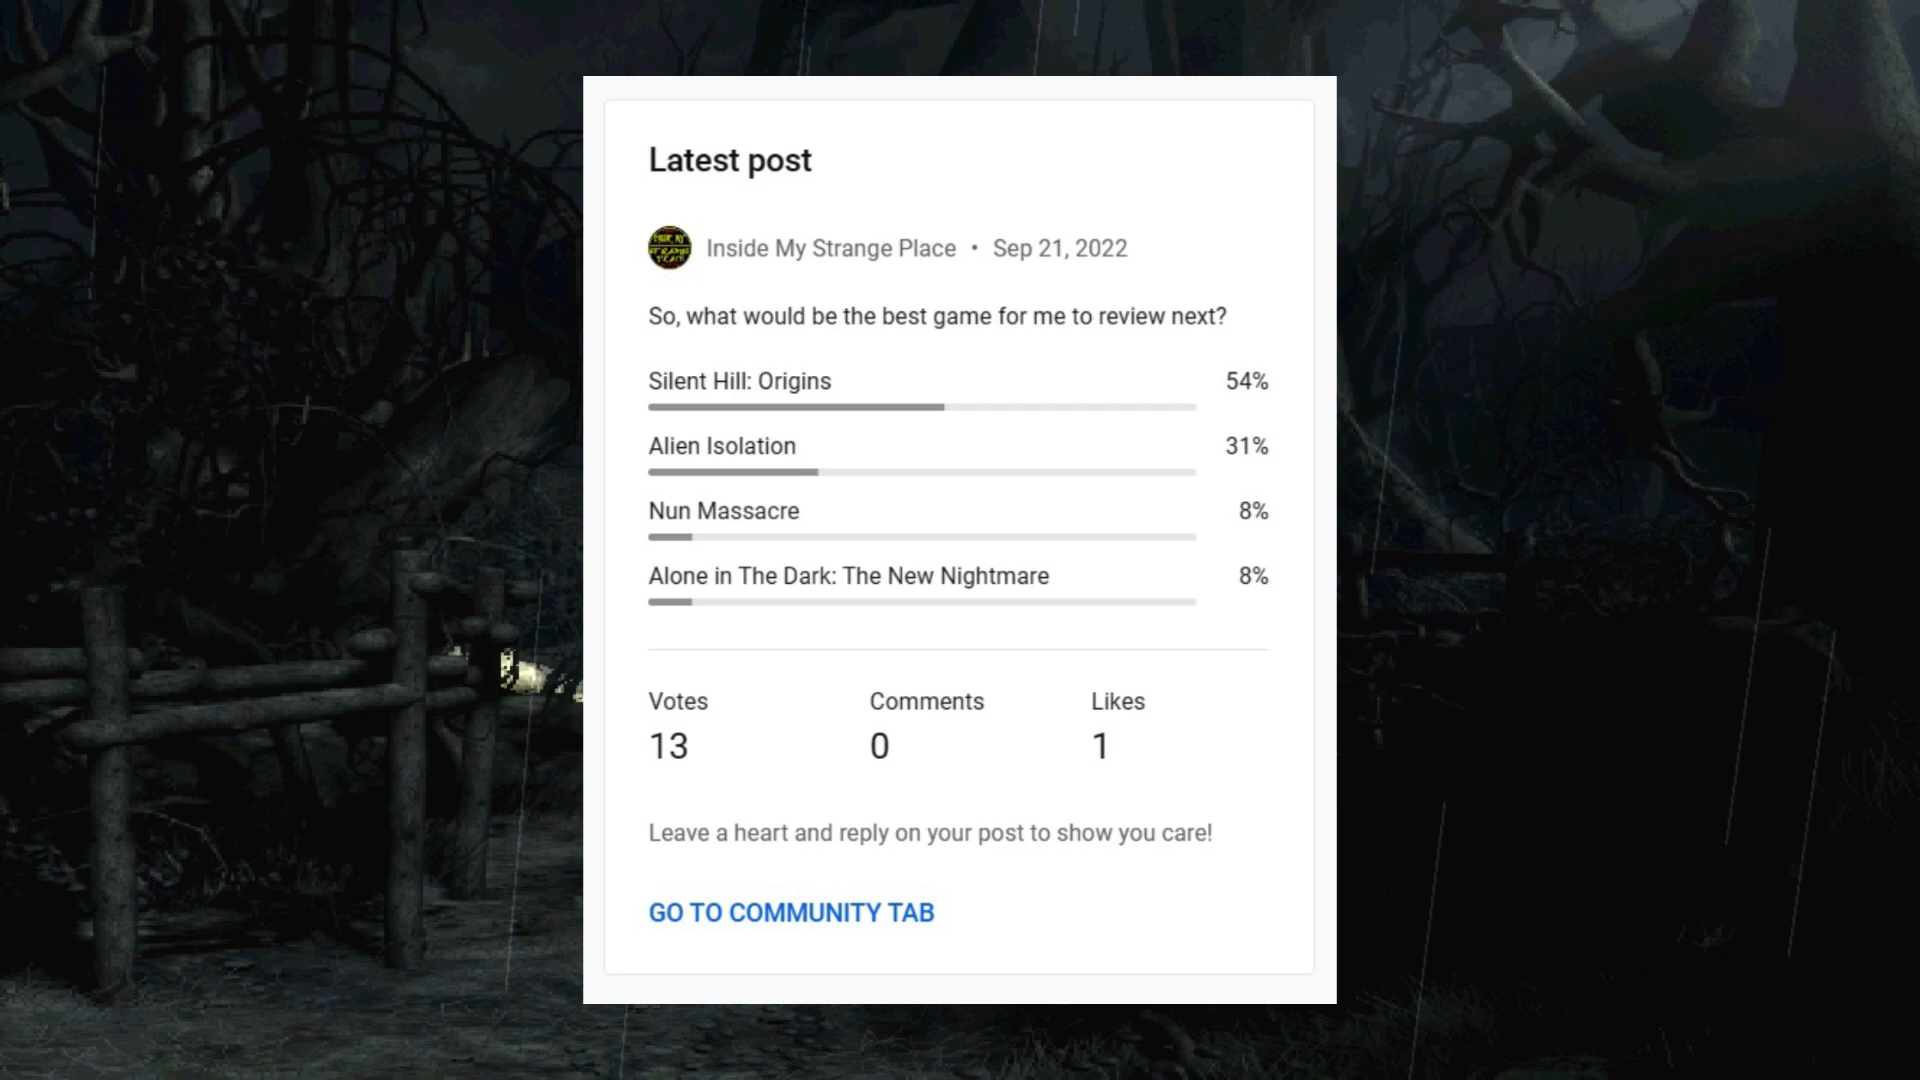 Latest post
Inside My Strange Place • Sep 21, 2022
So, what would be the best game for me to review next?
Silent Hill: Origins 54%
Alien Isolation 31%
Nun Massacre 8%
Alone in The Dark: The New Nightmare 8%
Votes Comments Likes
13 0 1
Leave a heart and reply on your post to show you care!
GO TO COMMUNITY TAB